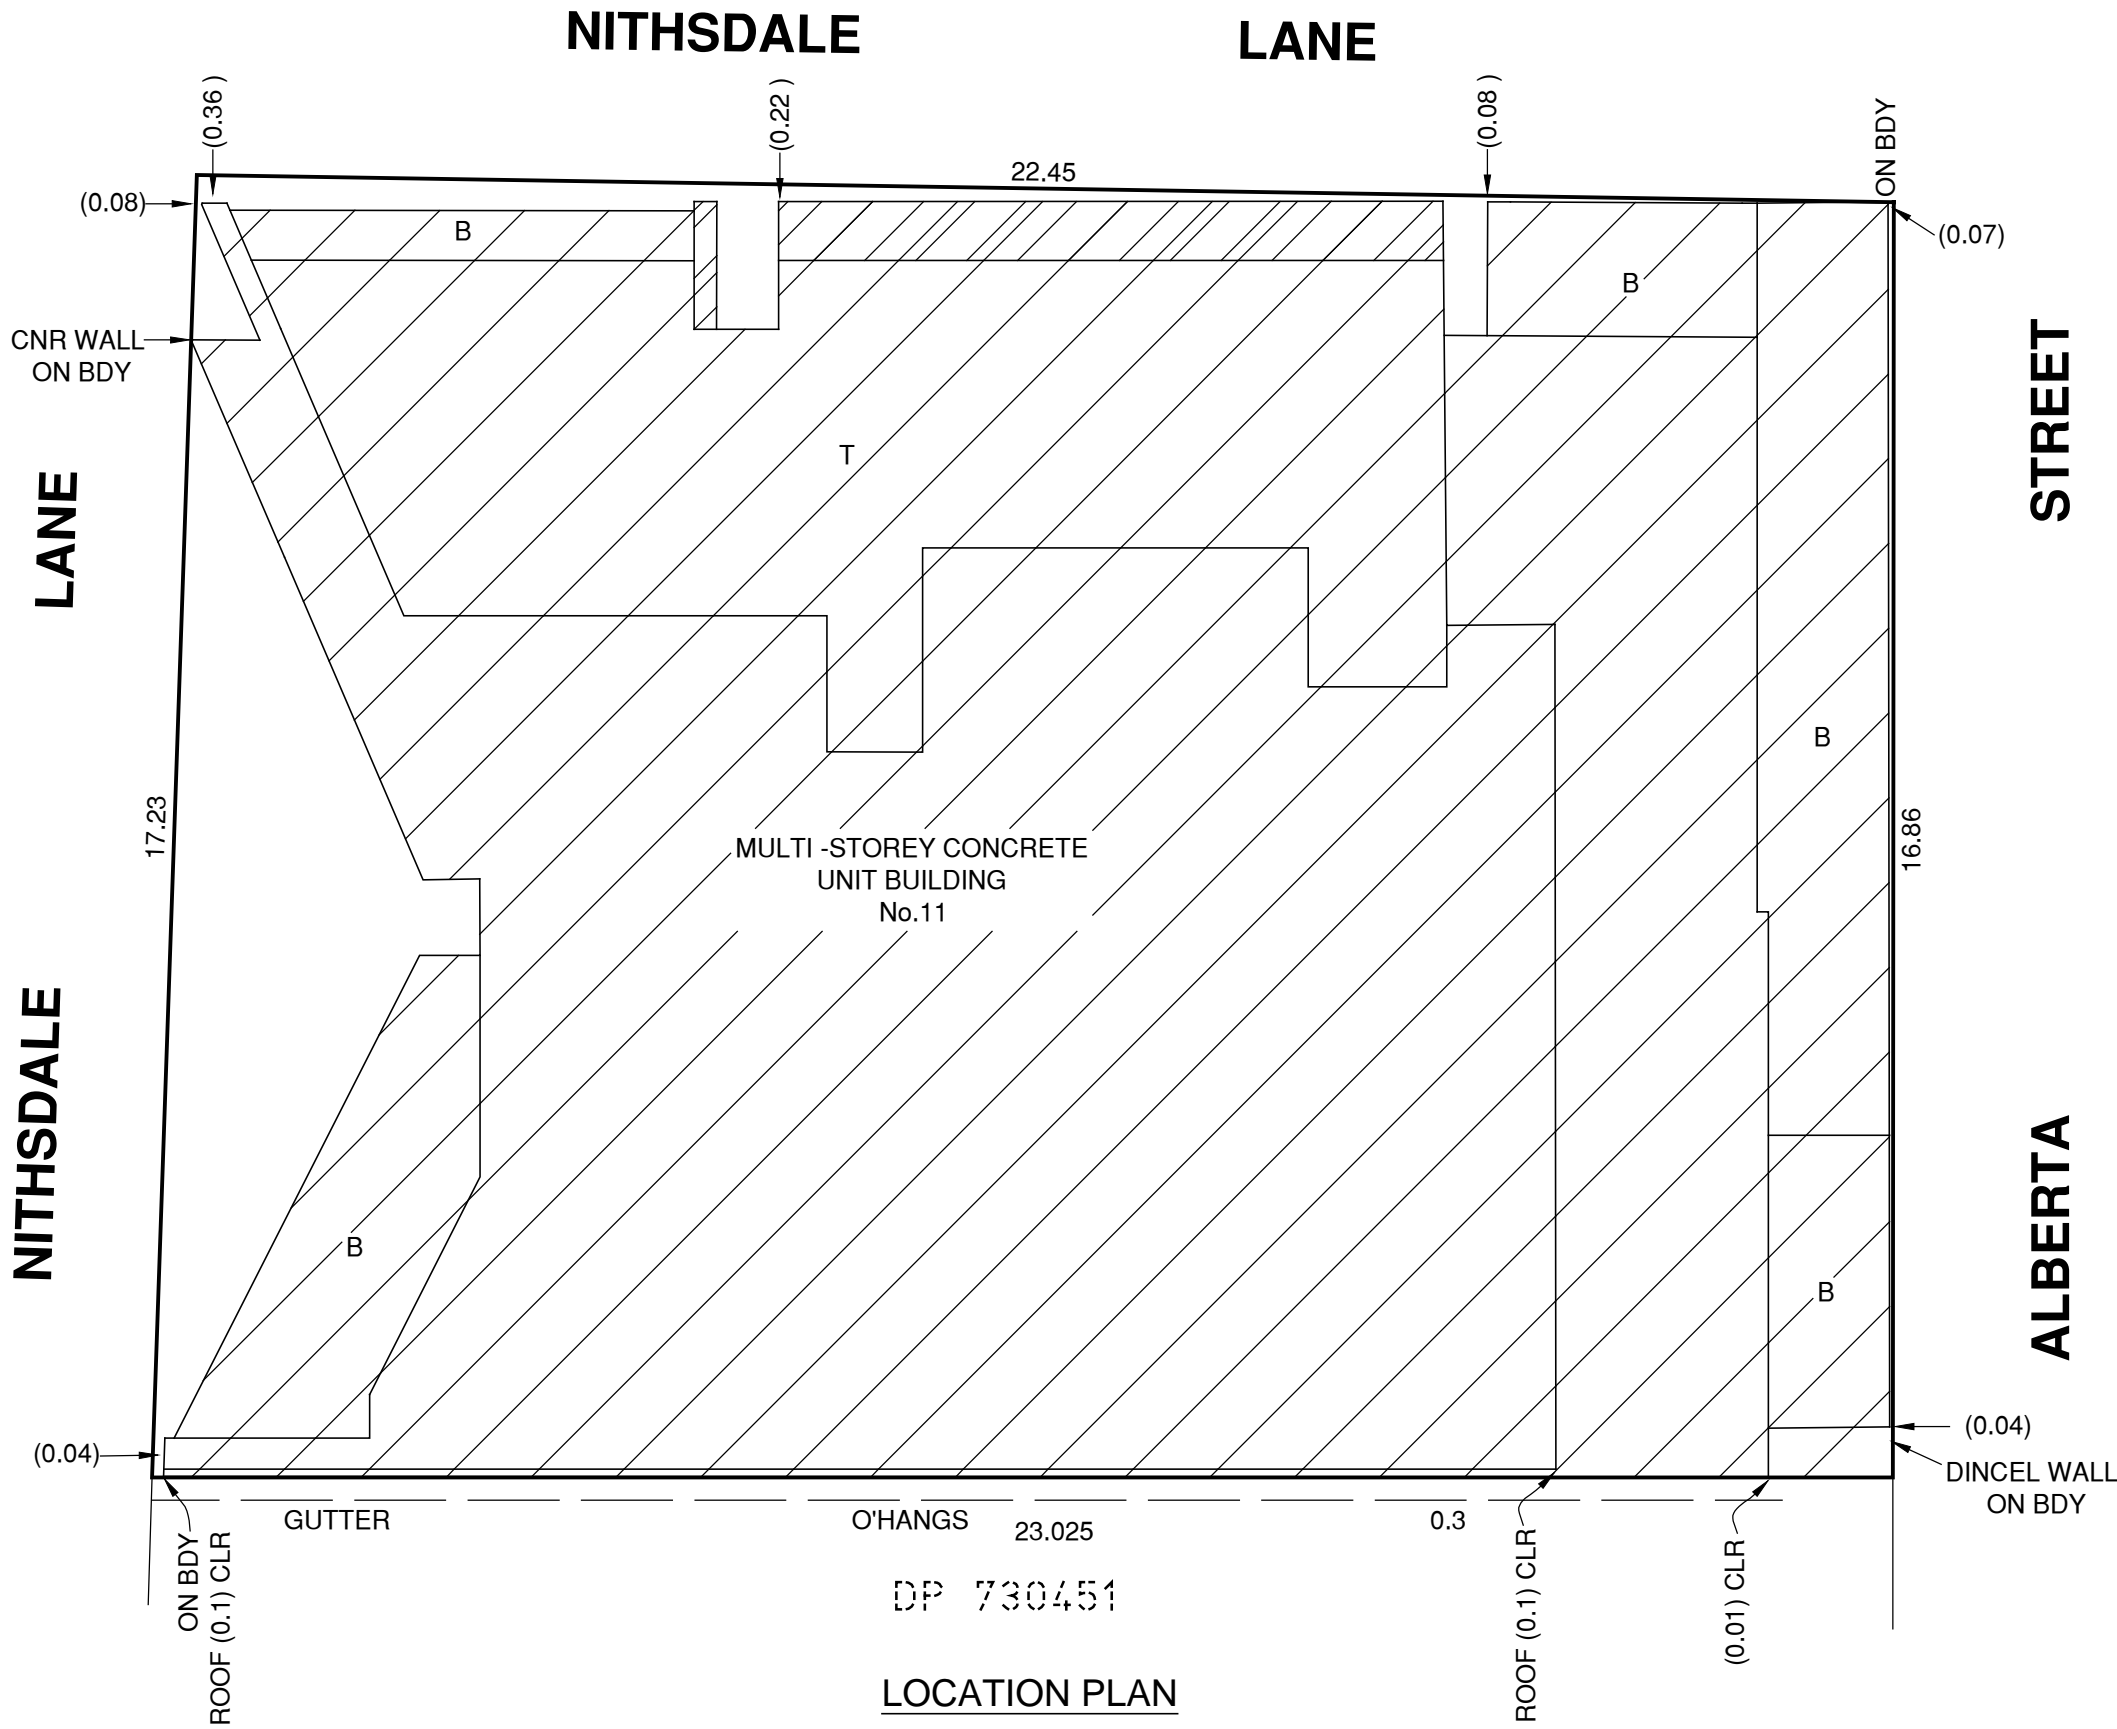 NITHSDALE LANE
(0.36 )
(0.22 )
(0.08 )
ON BDY
22.45
(0.08)
(0.07)
B
B
CNR WALL
ON BDY
STREET
LANE
T
B
17.23
16.86
MULTI -STOREY CONCRETE
UNIT BUILDING
No.11
NITHSDALE
ALBERTA
B
B
(0.04)
(0.04)
DINCEL WALL
ON BDY
GUTTER O'HANGS 0.3
23.025
ON BDY
ROOF (0.1) CLR
ROOF (0.1) CLR
(0.01) CLR
DP 730451
LOCATION PLAN